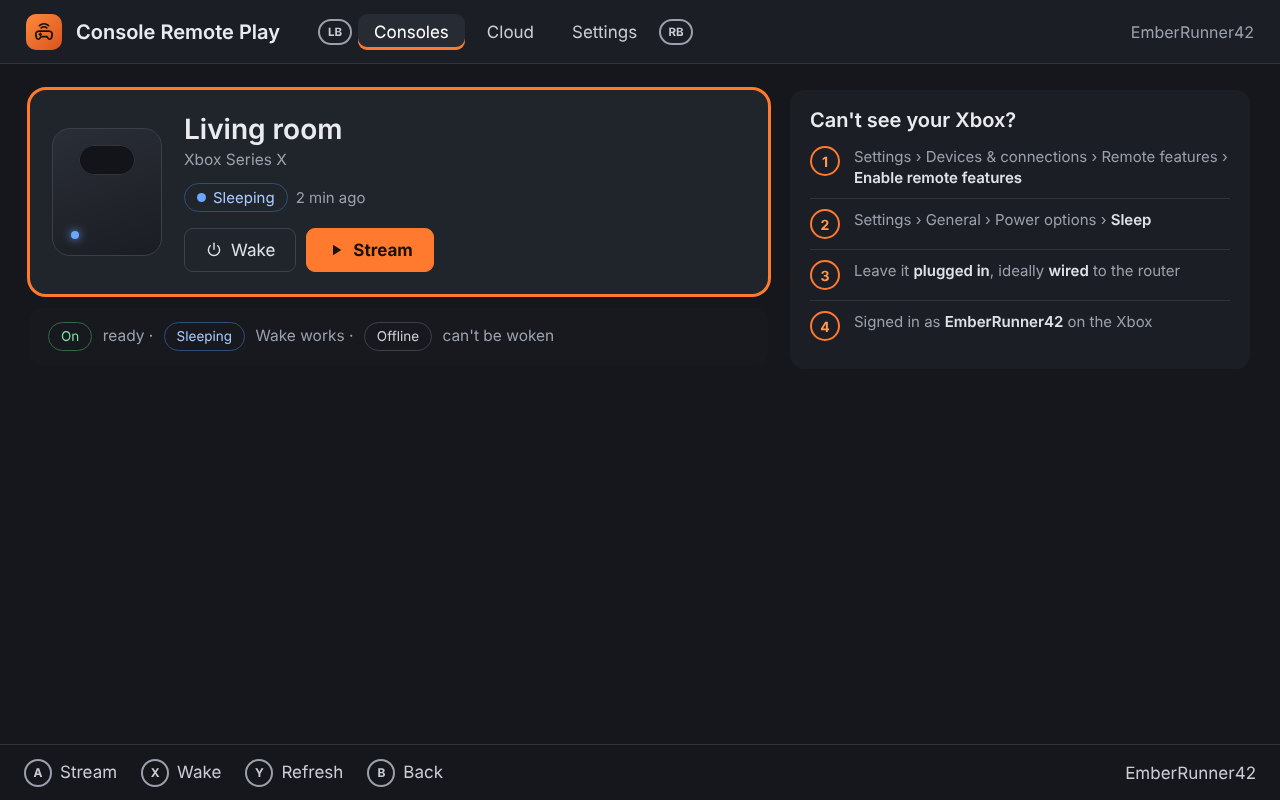 Console Remote Play
LB Consoles Cloud Settings RB
EmberRunner42
Living room
Xbox Series X
Sleeping 2 min ago
Wake Stream
On ready · Sleeping Wake works · Offline can't be woken
Can't see your Xbox?
1 Settings › Devices & connections › Remote features ›
Enable remote features
2 Settings › General › Power options › Sleep
3 Leave it plugged in, ideally wired to the router
4 Signed in as EmberRunner42 on the Xbox
A Stream X Wake Y Refresh B Back
EmberRunner42